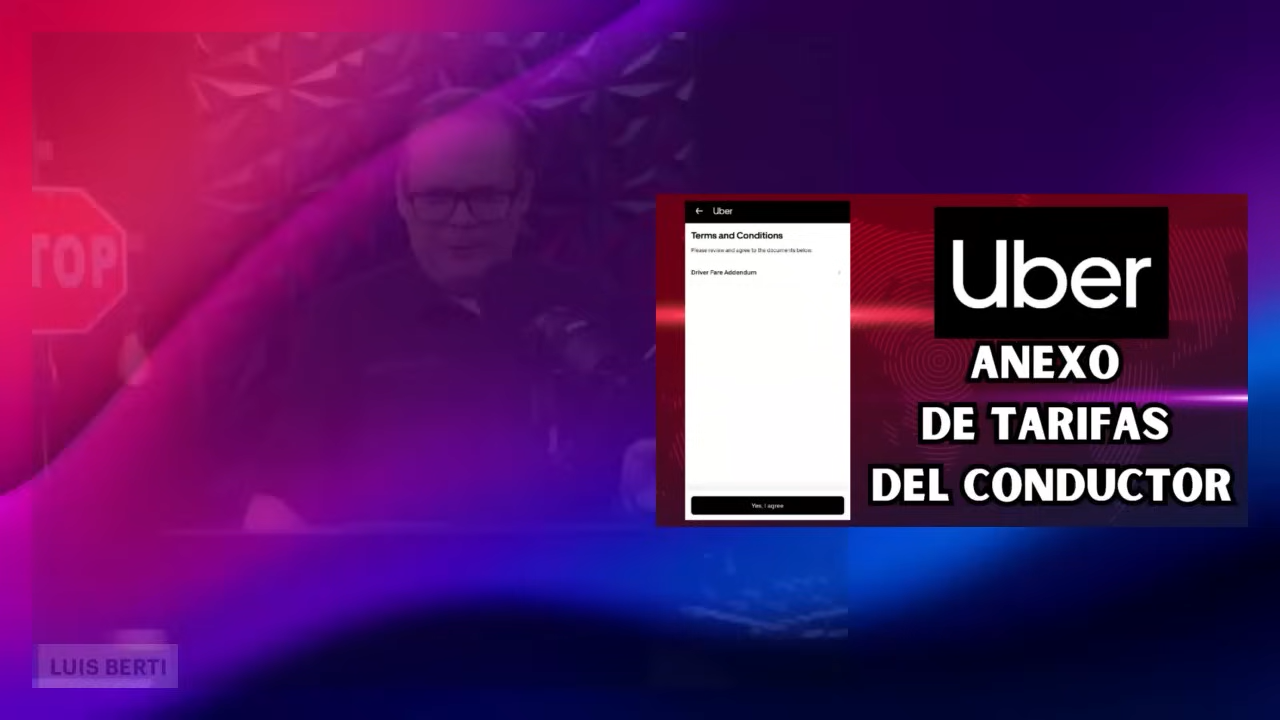 TOP
LUIS BERTI
Uber
Terms and Conditions
Please review and agree to the documents below.
Driver Fare Addendum
Yes, I agree
Uber
ANEXO
DE TARIFAS
DEL CONDUCTOR